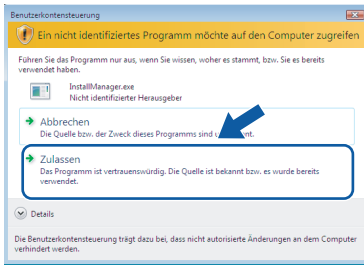 Benutzerkontensteuerung
Ein nicht identifiziertes Programm möchte auf den Computer zugreifen
Führen Sie das Programm nur aus, wenn Sie wissen, woher es stammt, bzw. Sie es bereits
verwendet haben.
InstallManager.exe
Nicht identifizierter Herausgeber
Abbrechen
Die Quelle bzw. der Zweck dieses Programms sind
Zulassen
Das Programm ist vertrauenswürdig. Die Quelle ist bekannt bzw. es wurde bereits
verwendet.
Details
Die Benutzerkontensteuerung trägt dazu bei, dass nicht autorisierte Änderungen an dem Computer
verhindert werden.